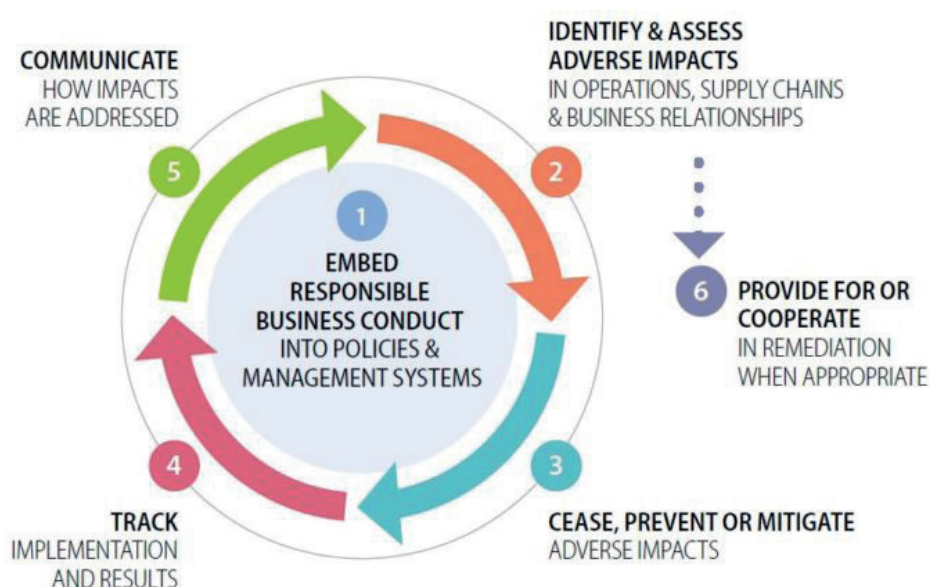 1
EMBED
RESPONSIBLE
BUSINESS CONDUCT
INTO POLICIES &
MANAGEMENT SYSTEMS
2
IDENTIFY & ASSESS
ADVERSE IMPACTS
IN OPERATIONS, SUPPLY CHAINS
& BUSINESS RELATIONSHIPS
3
CEASE, PREVENT OR MITIGATE
ADVERSE IMPACTS
4
TRACK
IMPLEMENTATION
AND RESULTS
5
COMMUNICATE
HOW IMPACTS
ARE ADDRESSED
6
PROVIDE FOR OR
COOPERATE
IN REMEDIATION
WHEN APPROPRIATE